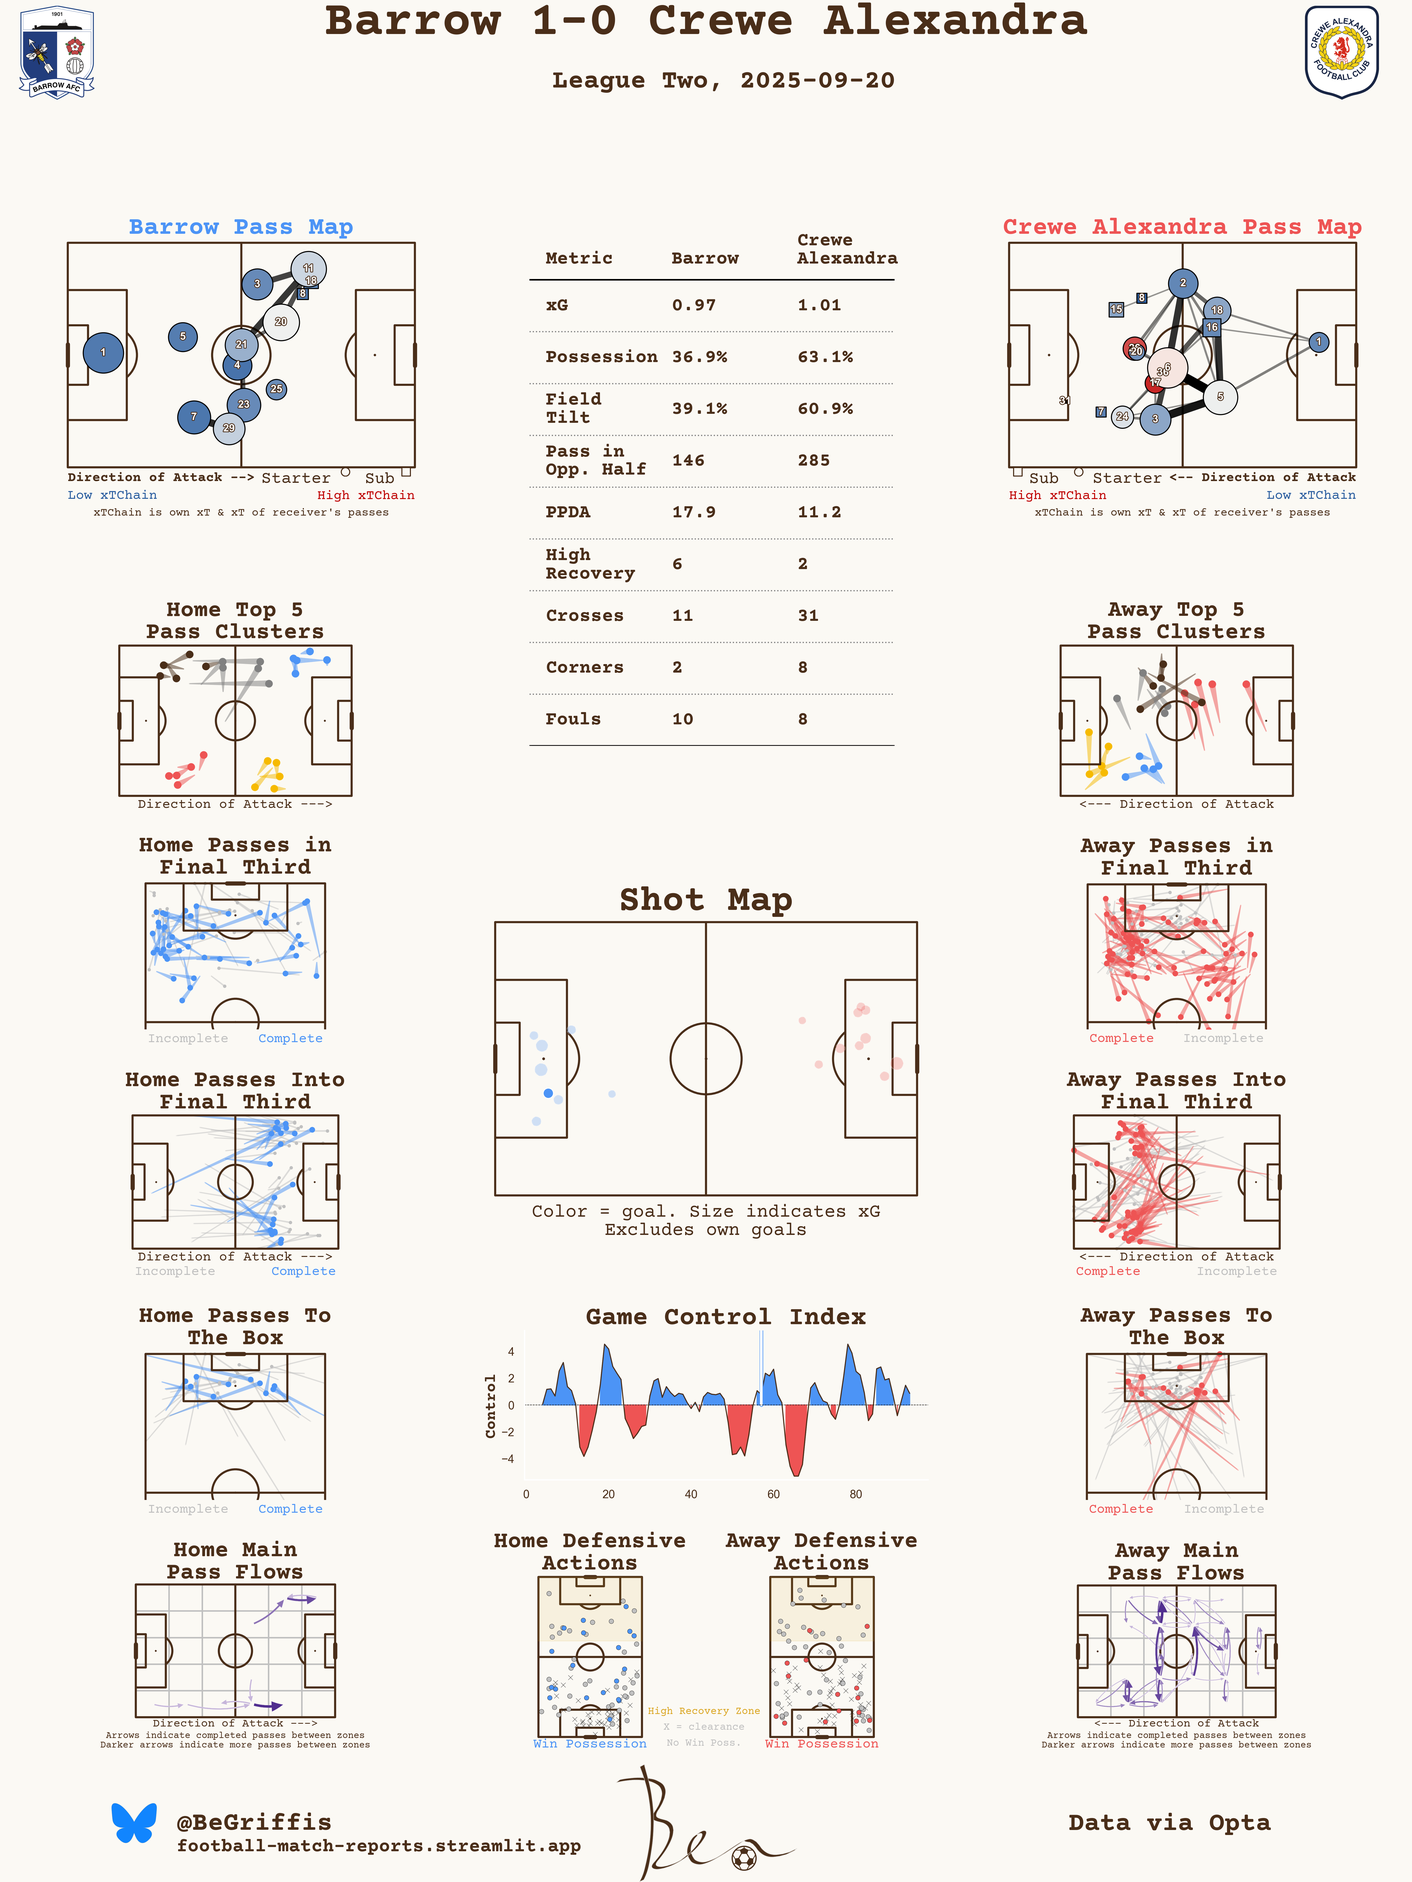 Barrow 1-0 Crewe Alexandra
League Two, 2025-09-20
1901
BARROW AFC
CREWE ALEXANDRA
FOOTBALL CLUB
Barrow Pass Map
1
5
7
3
11
18
8
20
21
4
25
23
29
Direction of Attack --> Starter Sub
Low xTChain High xTChain
xTChain is own xT & xT of receiver's passes
Metric Barrow Crewe Alexandra
xG 0.97 1.01
Possession 36.9% 63.1%
Field Tilt 39.1% 60.9%
Pass in Opp. Half 146 285
PPDA 17.9 11.2
High Recovery 6 2
Crosses 11 31
Corners 2 8
Fouls 10 8
Crewe Alexandra Pass Map
2
8
15
18
16
1
20
6
17
5
31
7
24
3
Sub Starter <-- Direction of Attack
High xTChain Low xTChain
xTChain is own xT & xT of receiver's passes
Home Top 5
Pass Clusters
Direction of Attack --->
Away Top 5
Pass Clusters
<--- Direction of Attack
Home Passes in
Final Third
Incomplete Complete
Shot Map
Color = goal. Size indicates xG
Excludes own goals
Away Passes in
Final Third
Complete Incomplete
Home Passes Into
Final Third
Direction of Attack --->
Incomplete Complete
Away Passes Into
Final Third
<--- Direction of Attack
Complete Incomplete
Home Passes To
The Box
Incomplete Complete
Game Control Index
Control
4
2
0
−2
−4
0 20 40 60 80
Away Passes To
The Box
Complete Incomplete
Home Main
Pass Flows
Direction of Attack --->
Arrows indicate completed passes between zones
Darker arrows indicate more passes between zones
Home Defensive
Actions
Win Possession
High Recovery Zone
X = clearance
No Win Poss.
Away Defensive
Actions
Win Possession
Away Main
Pass Flows
<--- Direction of Attack
Arrows indicate completed passes between zones
Darker arrows indicate more passes between zones
@BeGriffis
football-match-reports.streamlit.app
Ben
Data via Opta